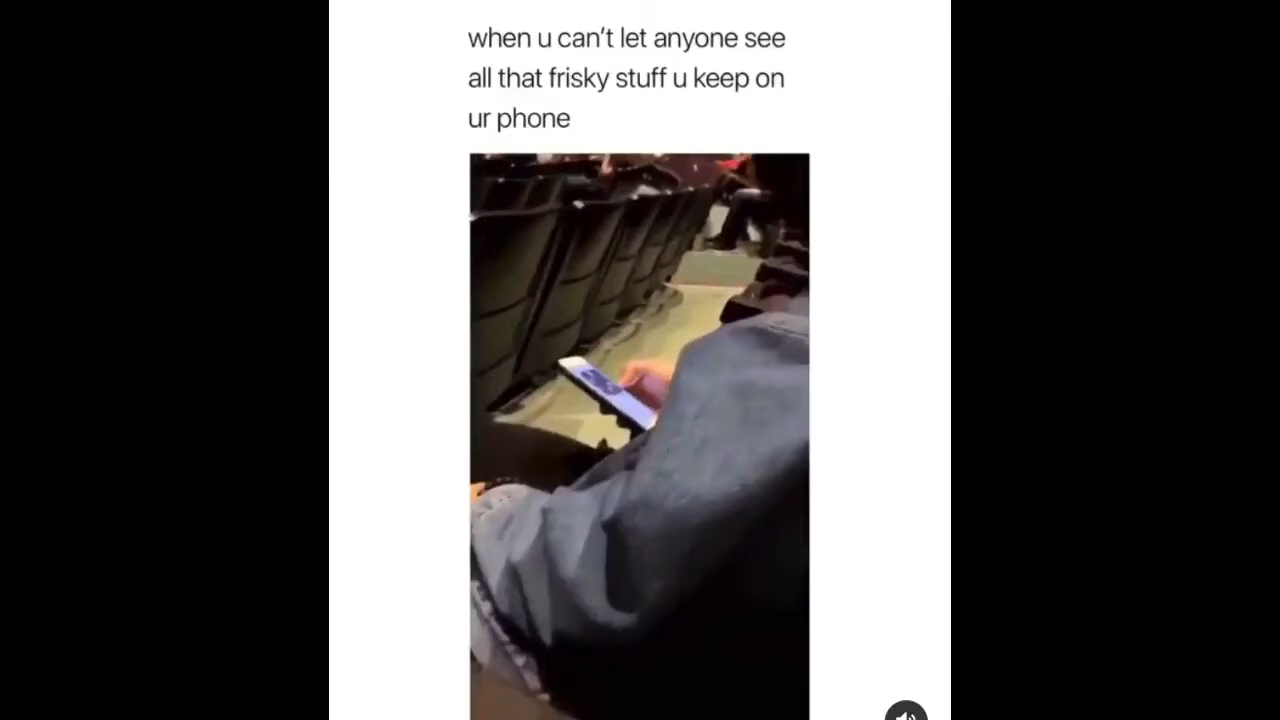 when u can’t let anyone see
all that frisky stuff u keep on
ur phone